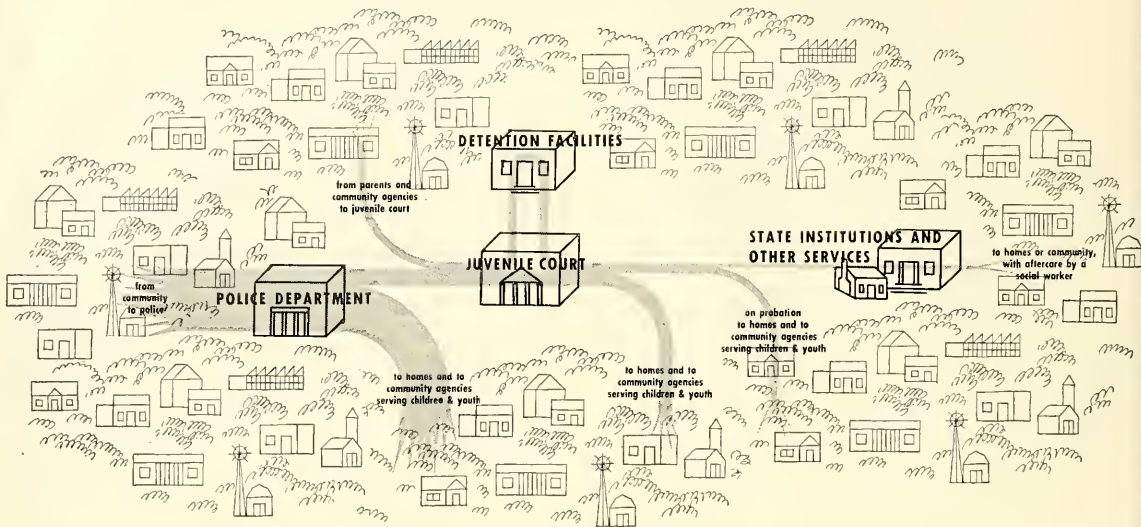 DETENTION FACILITIES
from parents and
community agencies
to juvenile court
JUVENILE COURT
STATE INSTITUTIONS AND
OTHER SERVICES
to homes or community,
with aftercare by a
social worker
from
community
to police
POLICE DEPARTMENT
on probation
to homes and to
community agencies
serving children & youth
to homes and to
community agencies
serving children & youth
to homes and to
community agencies
serving children & youth